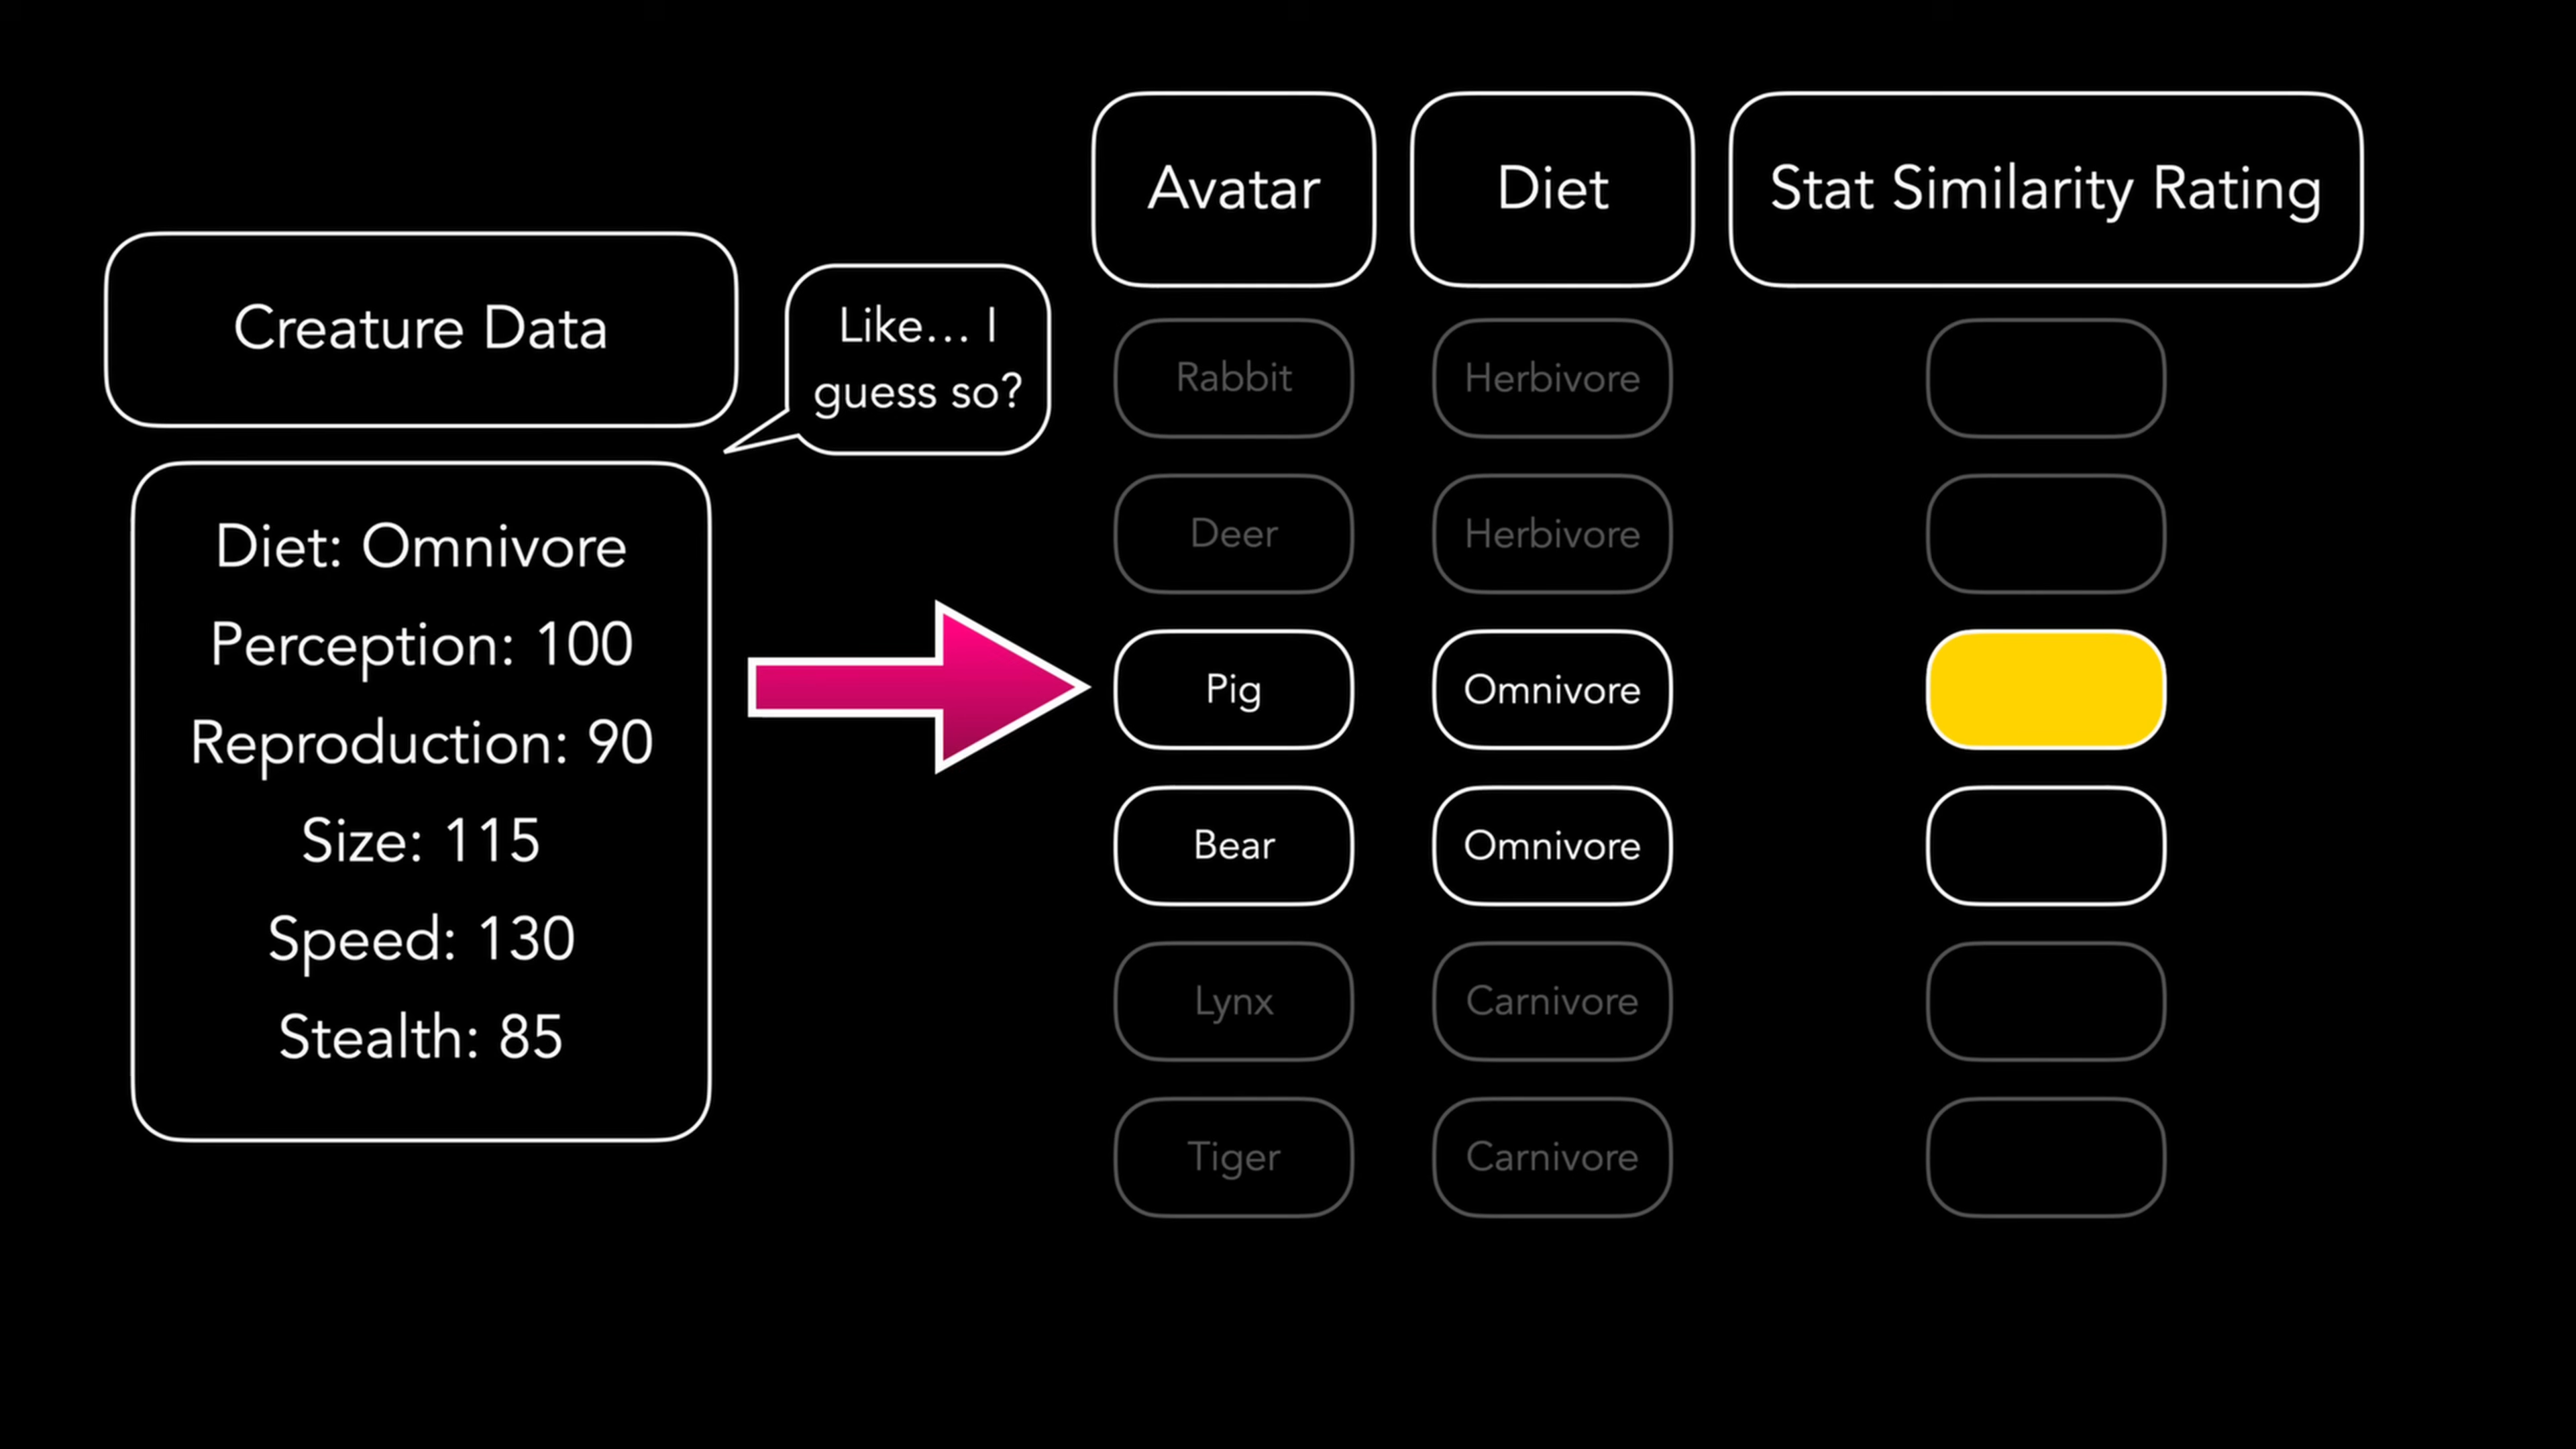 Creature Data
Like... I
guess so?
Diet: Omnivore
Perception: 100
Reproduction: 90
Size: 115
Speed: 130
Stealth: 85
Avatar Diet Stat Similarity Rating
Rabbit Herbivore
Deer Herbivore
Pig Omnivore
Bear Omnivore
Lynx Carnivore
Tiger Carnivore